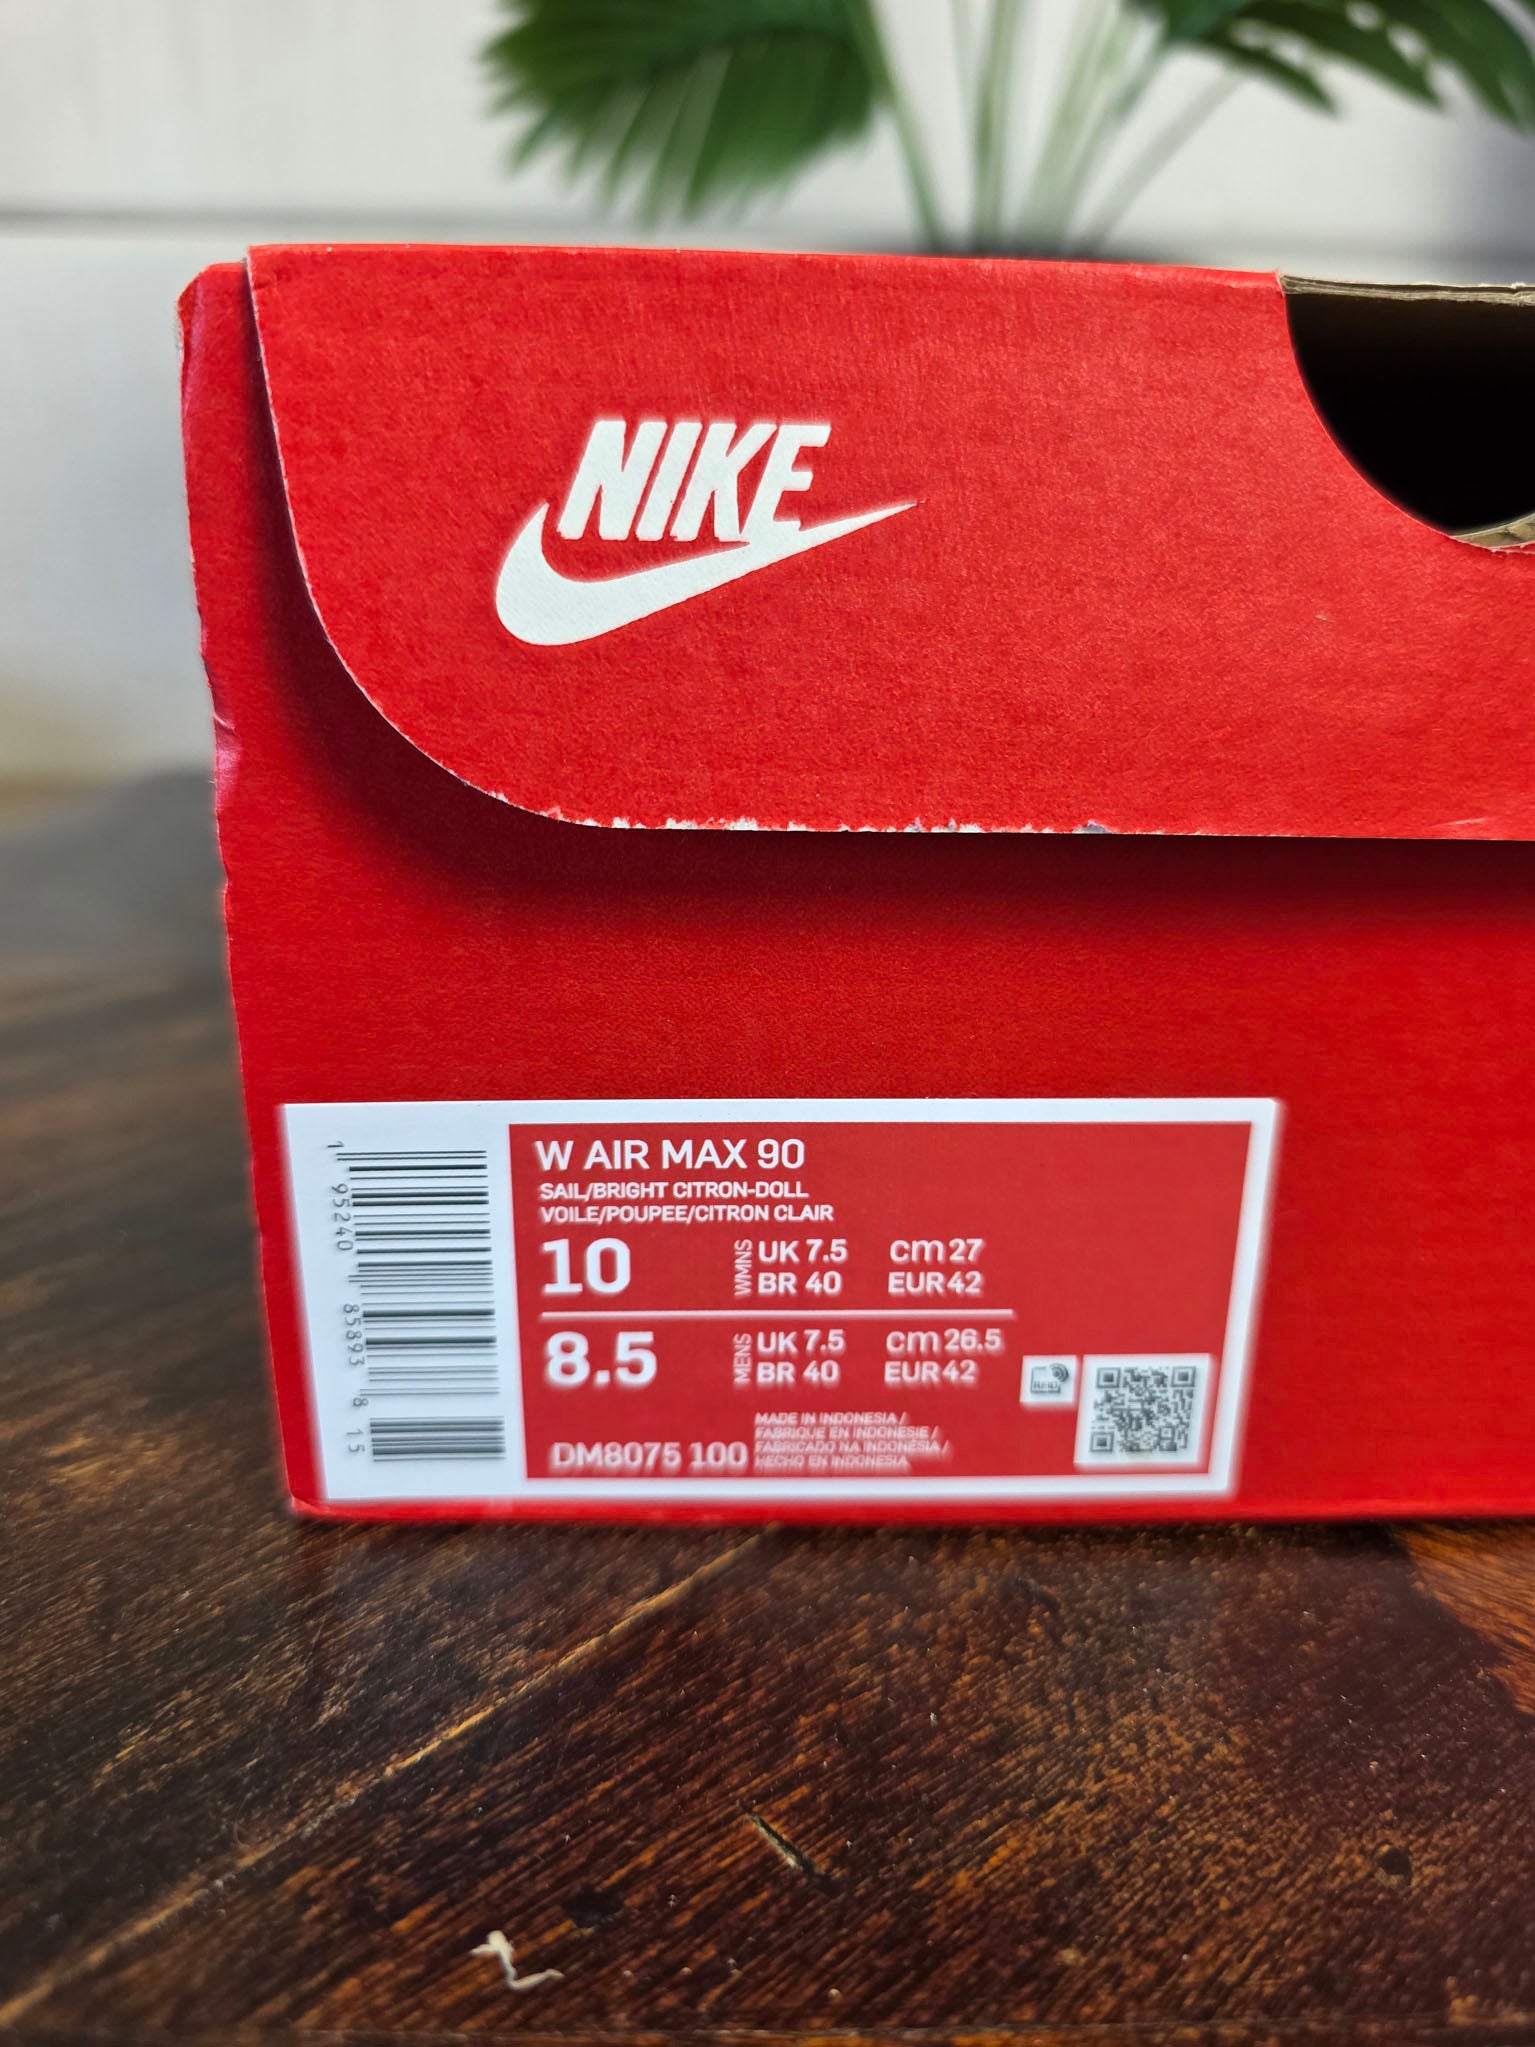 NIKE
W AIR MAX 90
SAIL/BRIGHT CITRON-DOLL
VOILE/POUPEE/CITRON CLAIR
10 WMNS UK 7.5 cm 27
BR 40 EUR 42
8.5 MENS UK 7.5 cm 26.5
BR 40 EUR 42
DM8075 100
MADE IN INDONESIA /
FABRIQUE EN INDONESIE /
FABRICADO NA INDONÉSIA /
HECHO EN INDONESIA
1 95240 85893 8 15